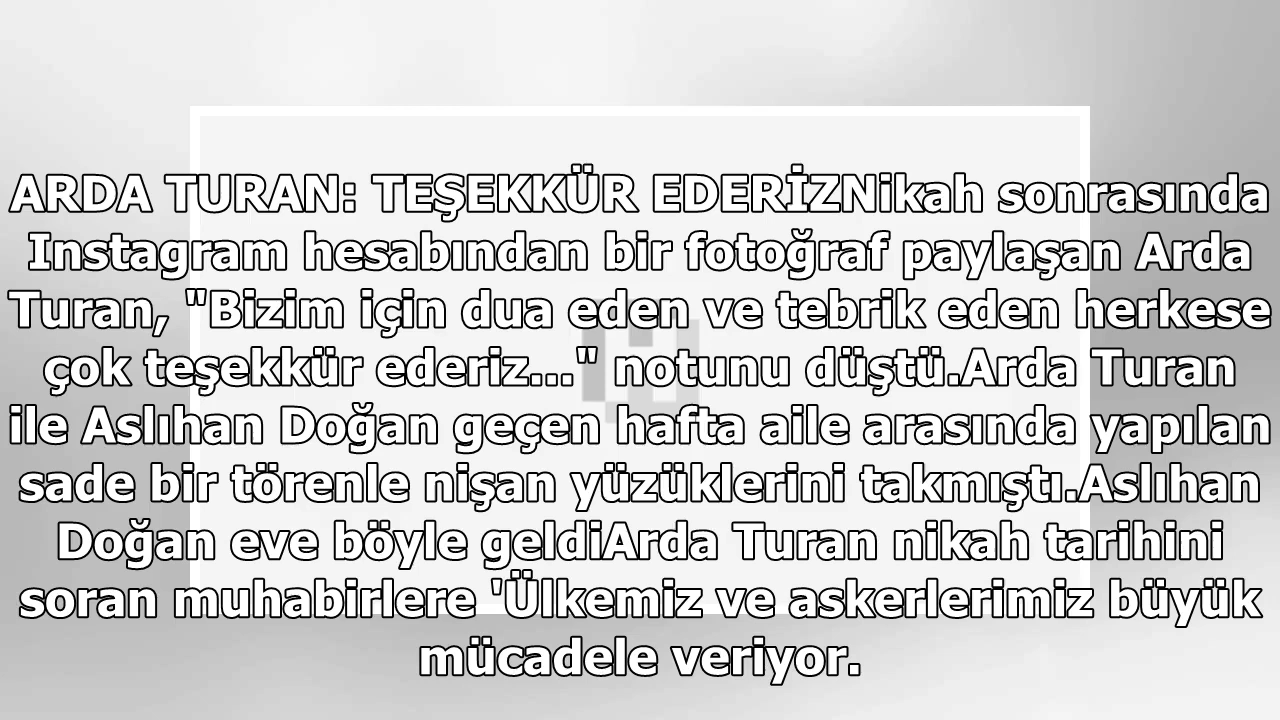 ARDA TURAN: TEŞEKKÜR EDERİZNikah sonrasında
Instagram hesabından bir fotoğraf paylaşan Arda
Turan, "Bizim için dua eden ve tebrik eden herkese
çok teşekkür ederiz..." notunu düştü.Arda Turan
ile Aslıhan Doğan geçen hafta aile arasında yapılan
sade bir törenle nişan yüzüklerini takmıştı.Aslıhan
Doğan eve böyle geldiArda Turan nikah tarihini
soran muhabirlere 'Ülkemiz ve askerlerimiz büyük
mücadele veriyor.